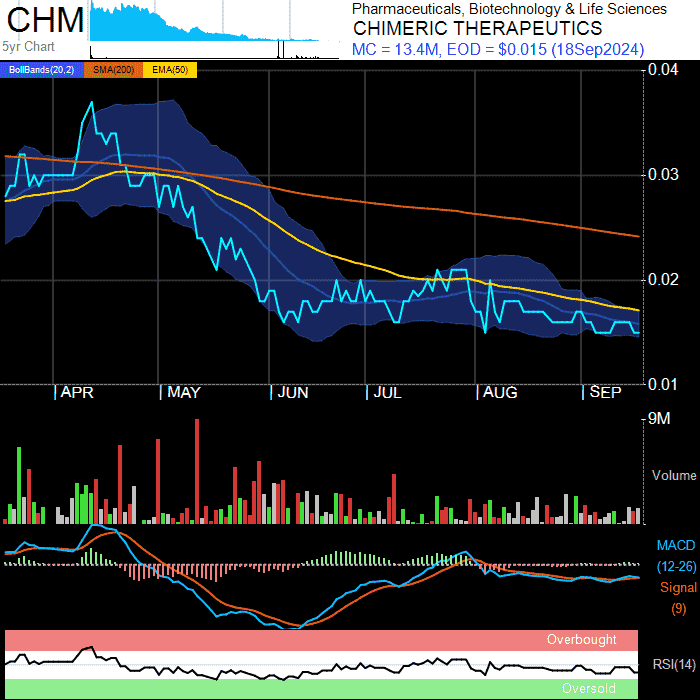 CHM
5yr Chart
Pharmaceuticals, Biotechnology & Life Sciences
CHIMERIC THERAPEUTICS
MC = 13.4M, EOD = $0.015 (18Sep2024)
BollBands(20,2) SMA(200) EMA(50)
0.04
0.03
0.02
0.01
APR MAY JUN JUL AUG SEP
9M
Volume
MACD
(12-26)
Signal
(9)
Overbought
RSI(14)
Oversold